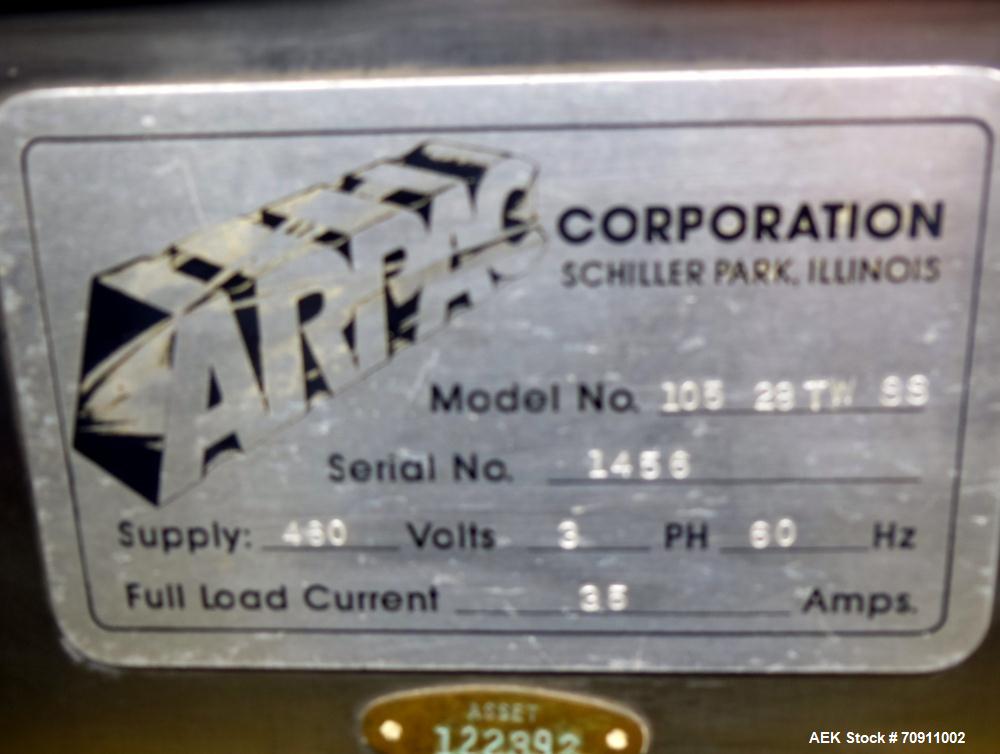 ARPAC
CORPORATION
SCHILLER PARK, ILLINOIS
Model No. 105 28 TW SS
Serial No. 1456
Supply: 460 Volts 3 PH 60 Hz
Full Load Current 35 Amps.
ASSET
122392
AEK Stock # 70911002